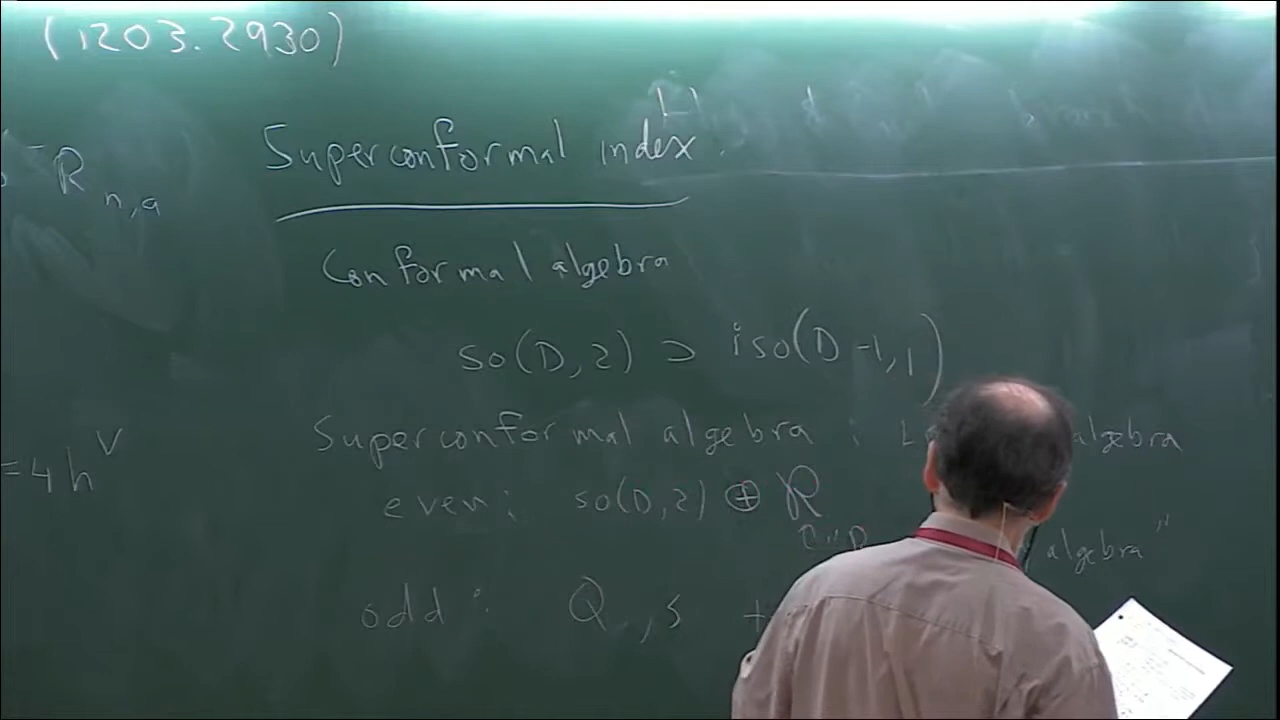 (1203.2930)
R n,a
Superconformal index
Conformal algebra
so(D,2) ⊃ iso(D-1,1)
Superconformal algebra : algebra
=4h^V
even: so(D,2) ⊕ R
algebra"
odd: Q, S +